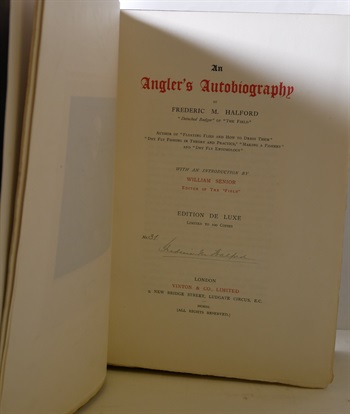 An
Angler's Autobiography
BY
FREDERIC M. HALFORD
"Detached Badger" of "The Field"
AUTHOR OF "FLOATING FLIES AND HOW TO DRESS THEM"
"DRY FLY FISHING IN THEORY AND PRACTICE," "MAKING A FISHERY"
AND "DRY FLY ENTOMOLOGY"
WITH AN INTRODUCTION BY
WILLIAM SENIOR
EDITOR OF THE "FIELD"
EDITION DE LUXE
LIMITED TO 100 COPIES
Frederic M. Halford
LONDON
VINTON & CO., LIMITED
9 NEW BRIDGE STREET, LUDGATE CIRCUS, E.C.
[ALL RIGHTS RESERVED]